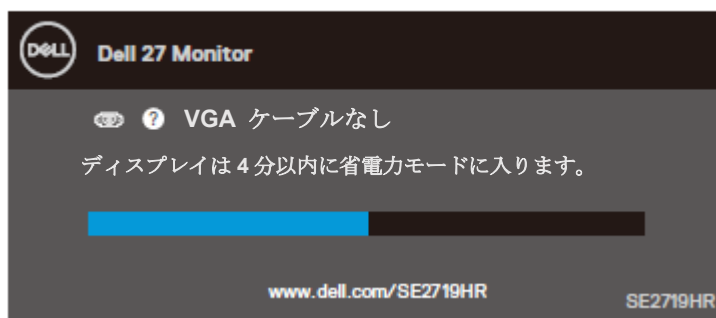 DELL Dell 27 Monitor
? VGA ケーブルなし
ディスプレイは 4 分以内に省電力モードに入ります。
www.dell.com/SE2719HR
SE2719HR